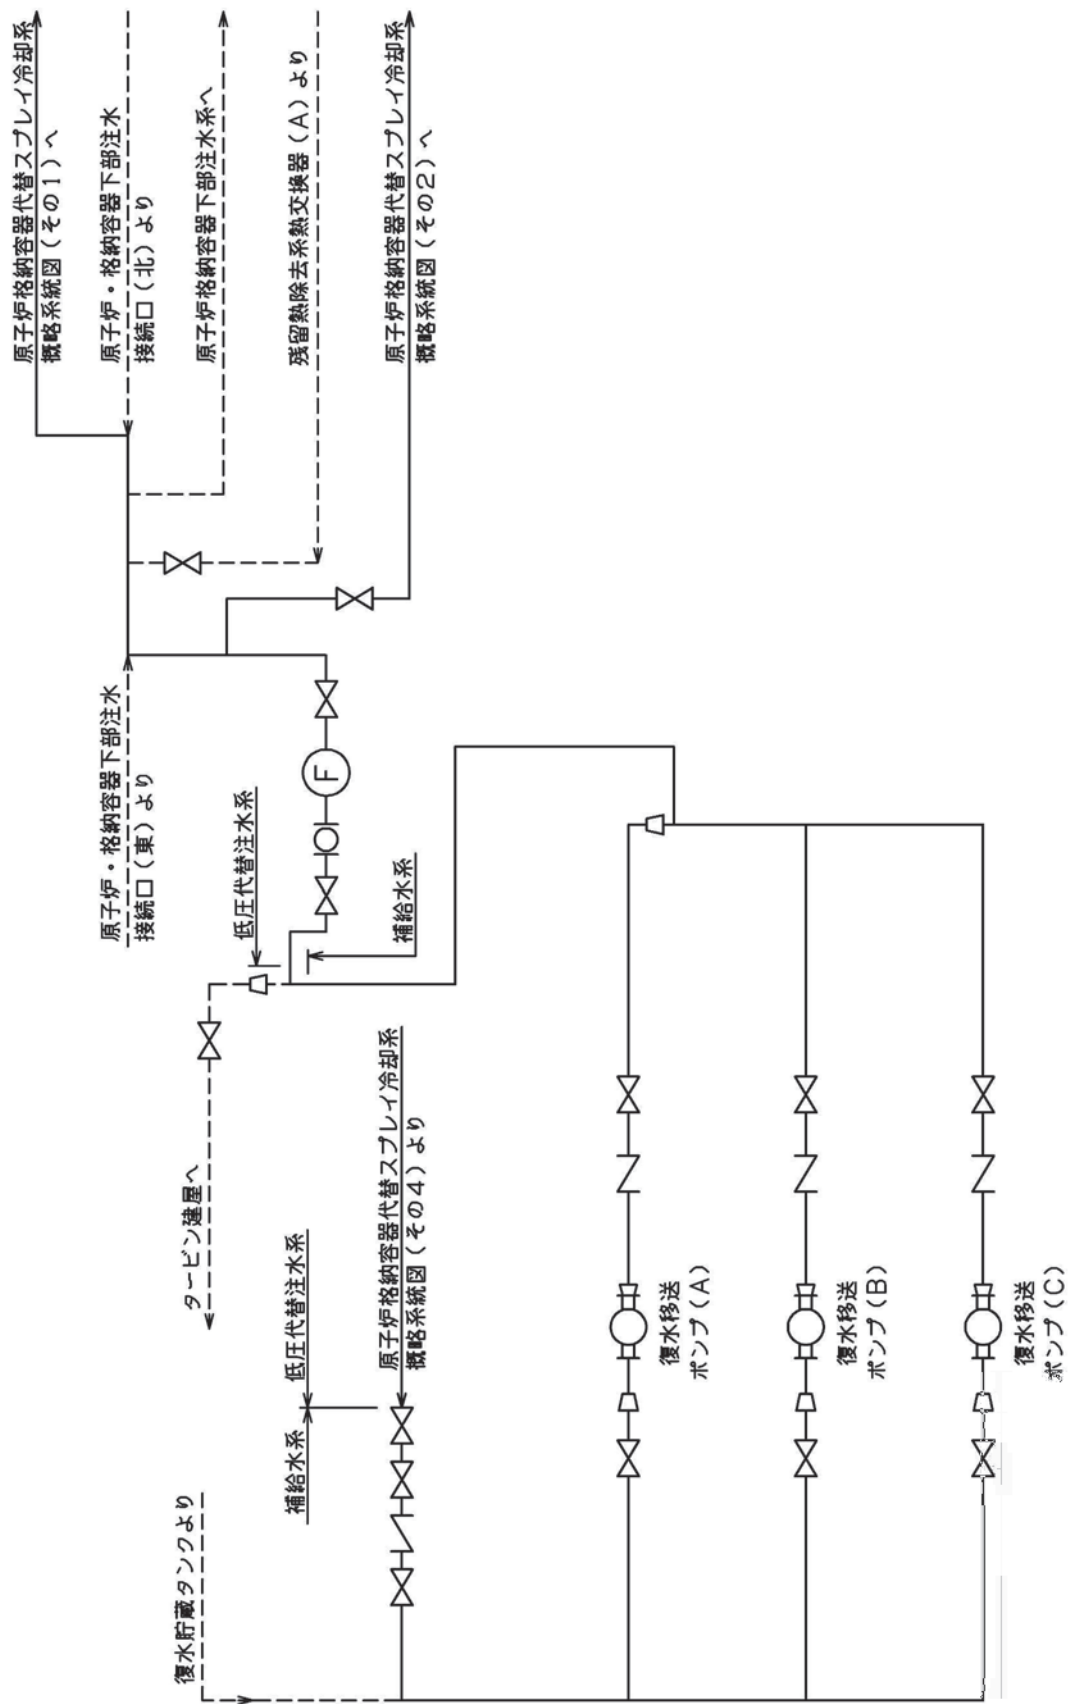 原子炉格納容器代替スプレイ冷却系
概略系統図（その１）へ
原子炉・格納容器下部注水
接続口（北）より
原子炉格納容器下部注水系へ
残留熱除去系熱交換器（Ａ）より
原子炉格納容器代替スプレイ冷却系
概略系統図（その２）へ
原子炉・格納容器下部注水
接続口（東）より
低圧代替注水系
F
補給水系
タービン建屋へ
原子炉格納容器代替スプレイ冷却系
概略系統図（その４）より
低圧代替注水系
補給水系
復水貯蔵タンクより
復水移送
ポンプ（Ａ）
復水移送
ポンプ（Ｂ）
復水移送
ポンプ（Ｃ）